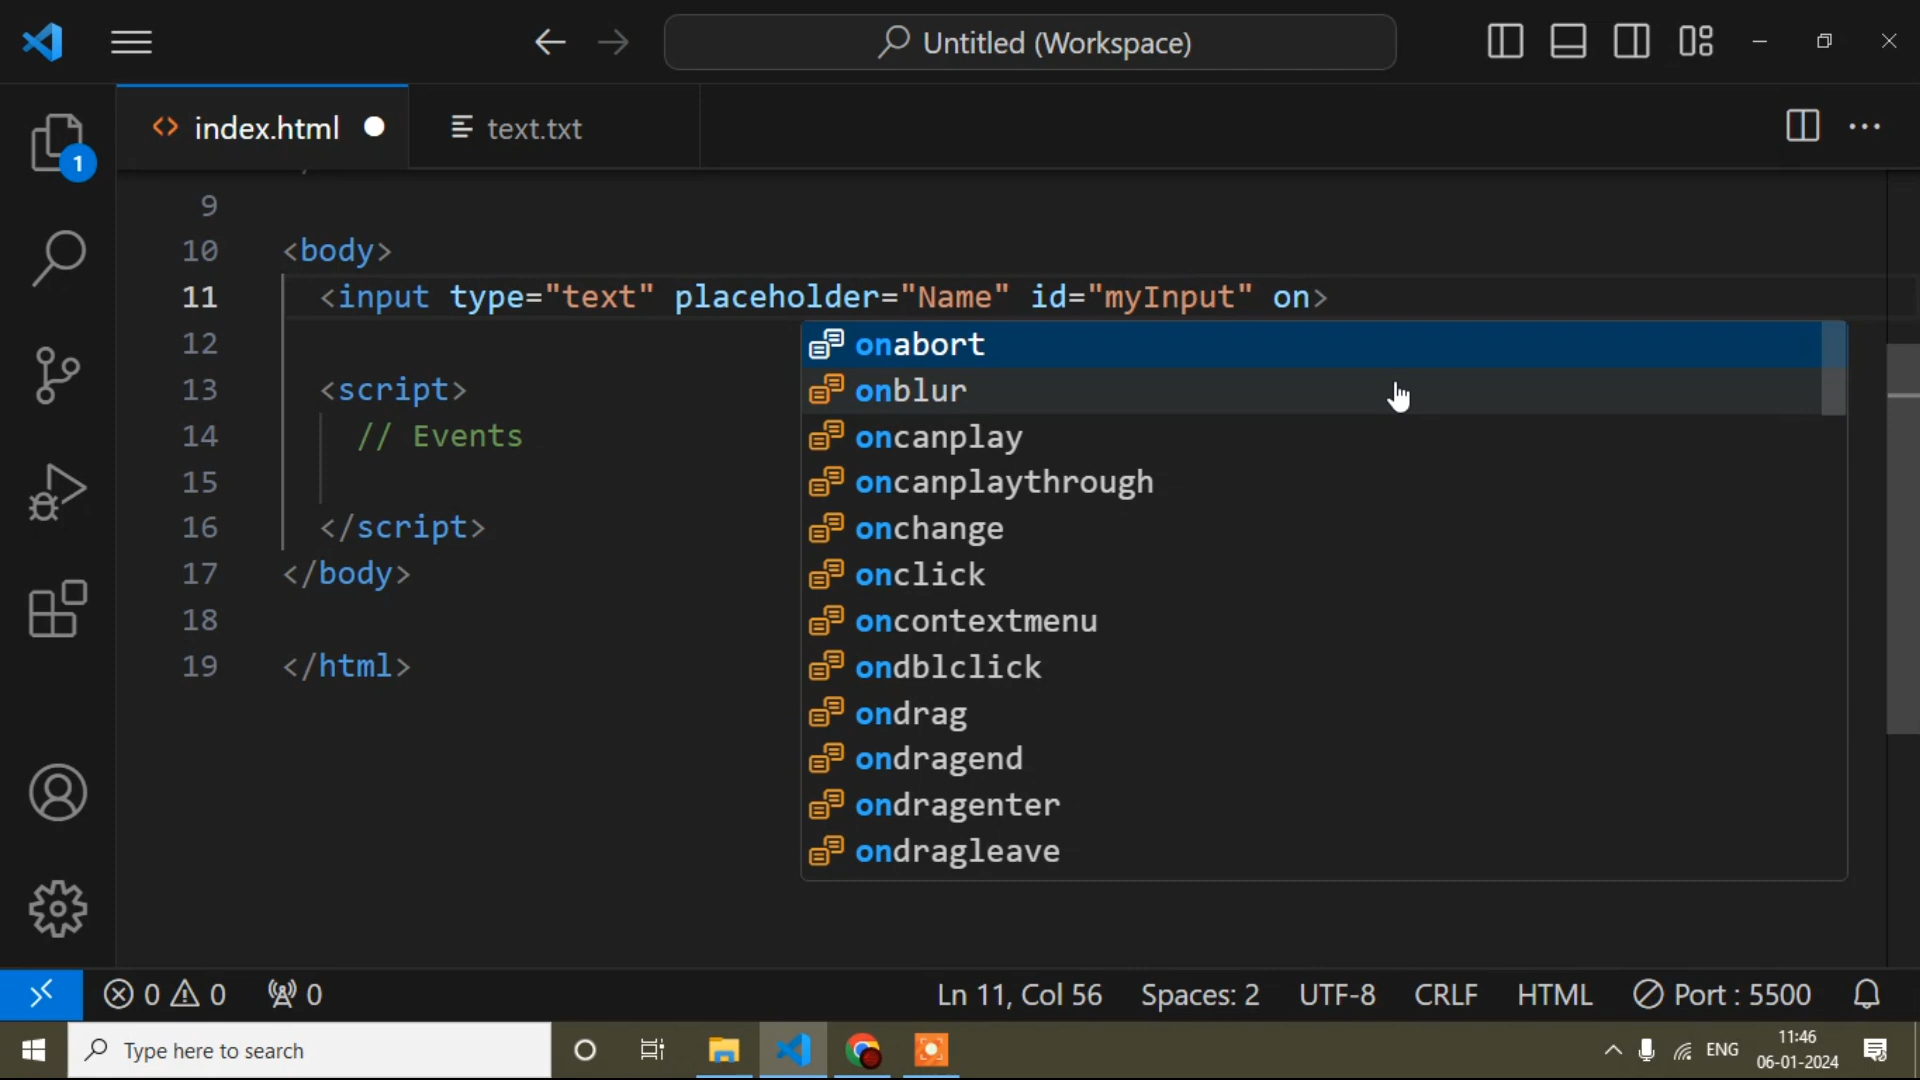 Untitled (Workspace)
index.html
text.txt
1
9
10 <body>
11 <input type="text" placeholder="Name" id="myInput" on>
12
13 <script>
14 // Events
15
16 </script>
17 </body>
18
19 </html>
onabort
onblur
oncanplay
oncanplaythrough
onchange
onclick
oncontextmenu
ondblclick
ondrag
ondragend
ondragenter
ondragleave
0 0 0 Ln 11, Col 56 Spaces: 2 UTF-8 CRLF HTML Port : 5500
Type here to search
ENG
11:46
06-01-2024